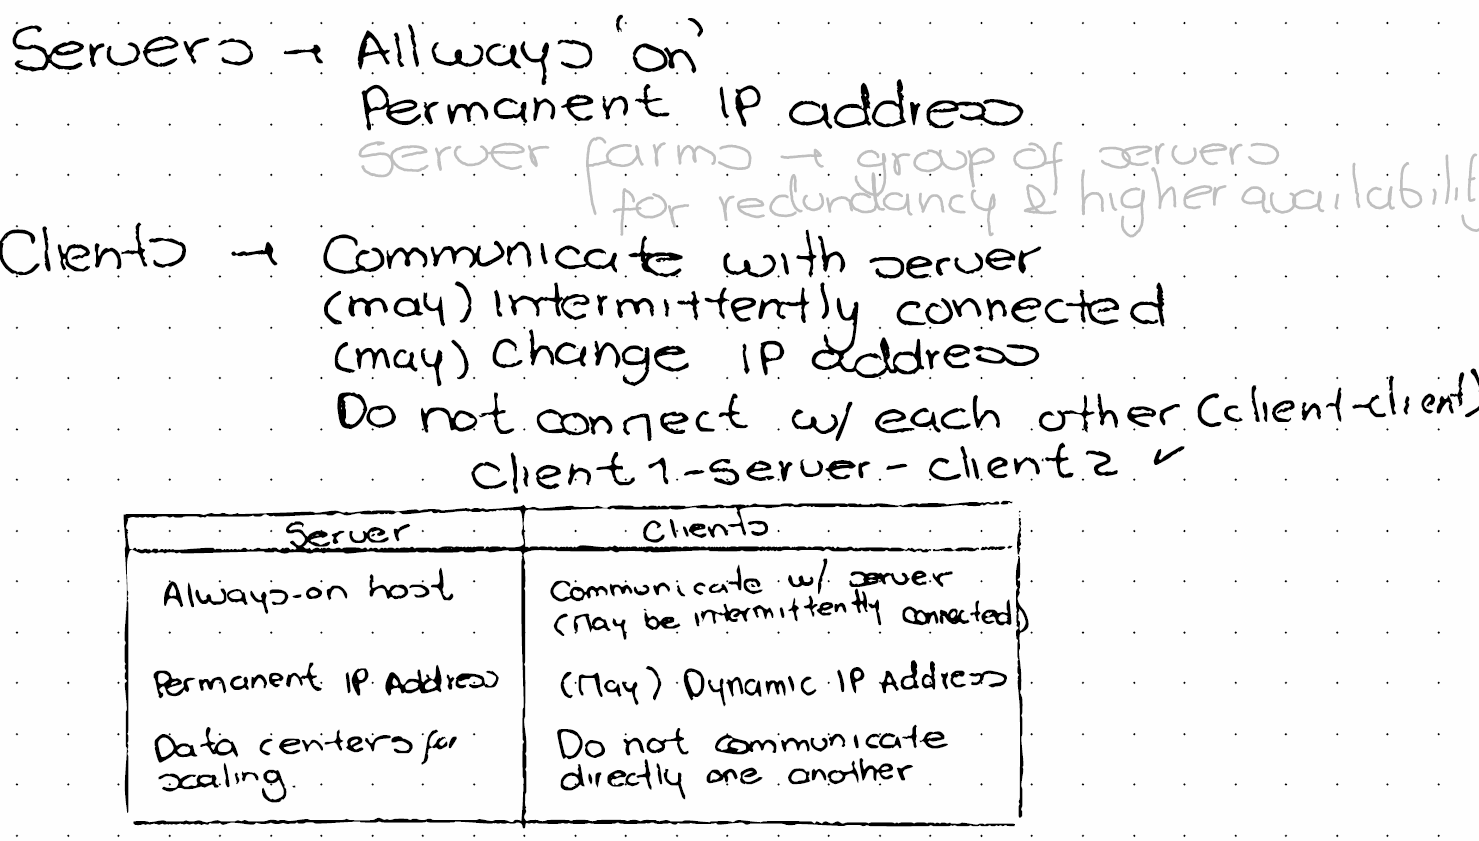 Servers → Allways 'on'
Permanent IP address
server farms → group of servers
for redundancy & higher availability
Clients → Communicate with server
(may) intermittently connected
(may) Change IP address
Do not connect w/ each other (client-client)
client 1-server-client 2 ✓
Server Clients
Always-on host Communicate w/ server
(May be intermittently connected)
Permanent IP Address (May) Dynamic IP Address
Data centers for Do not communicate
scaling directly one another